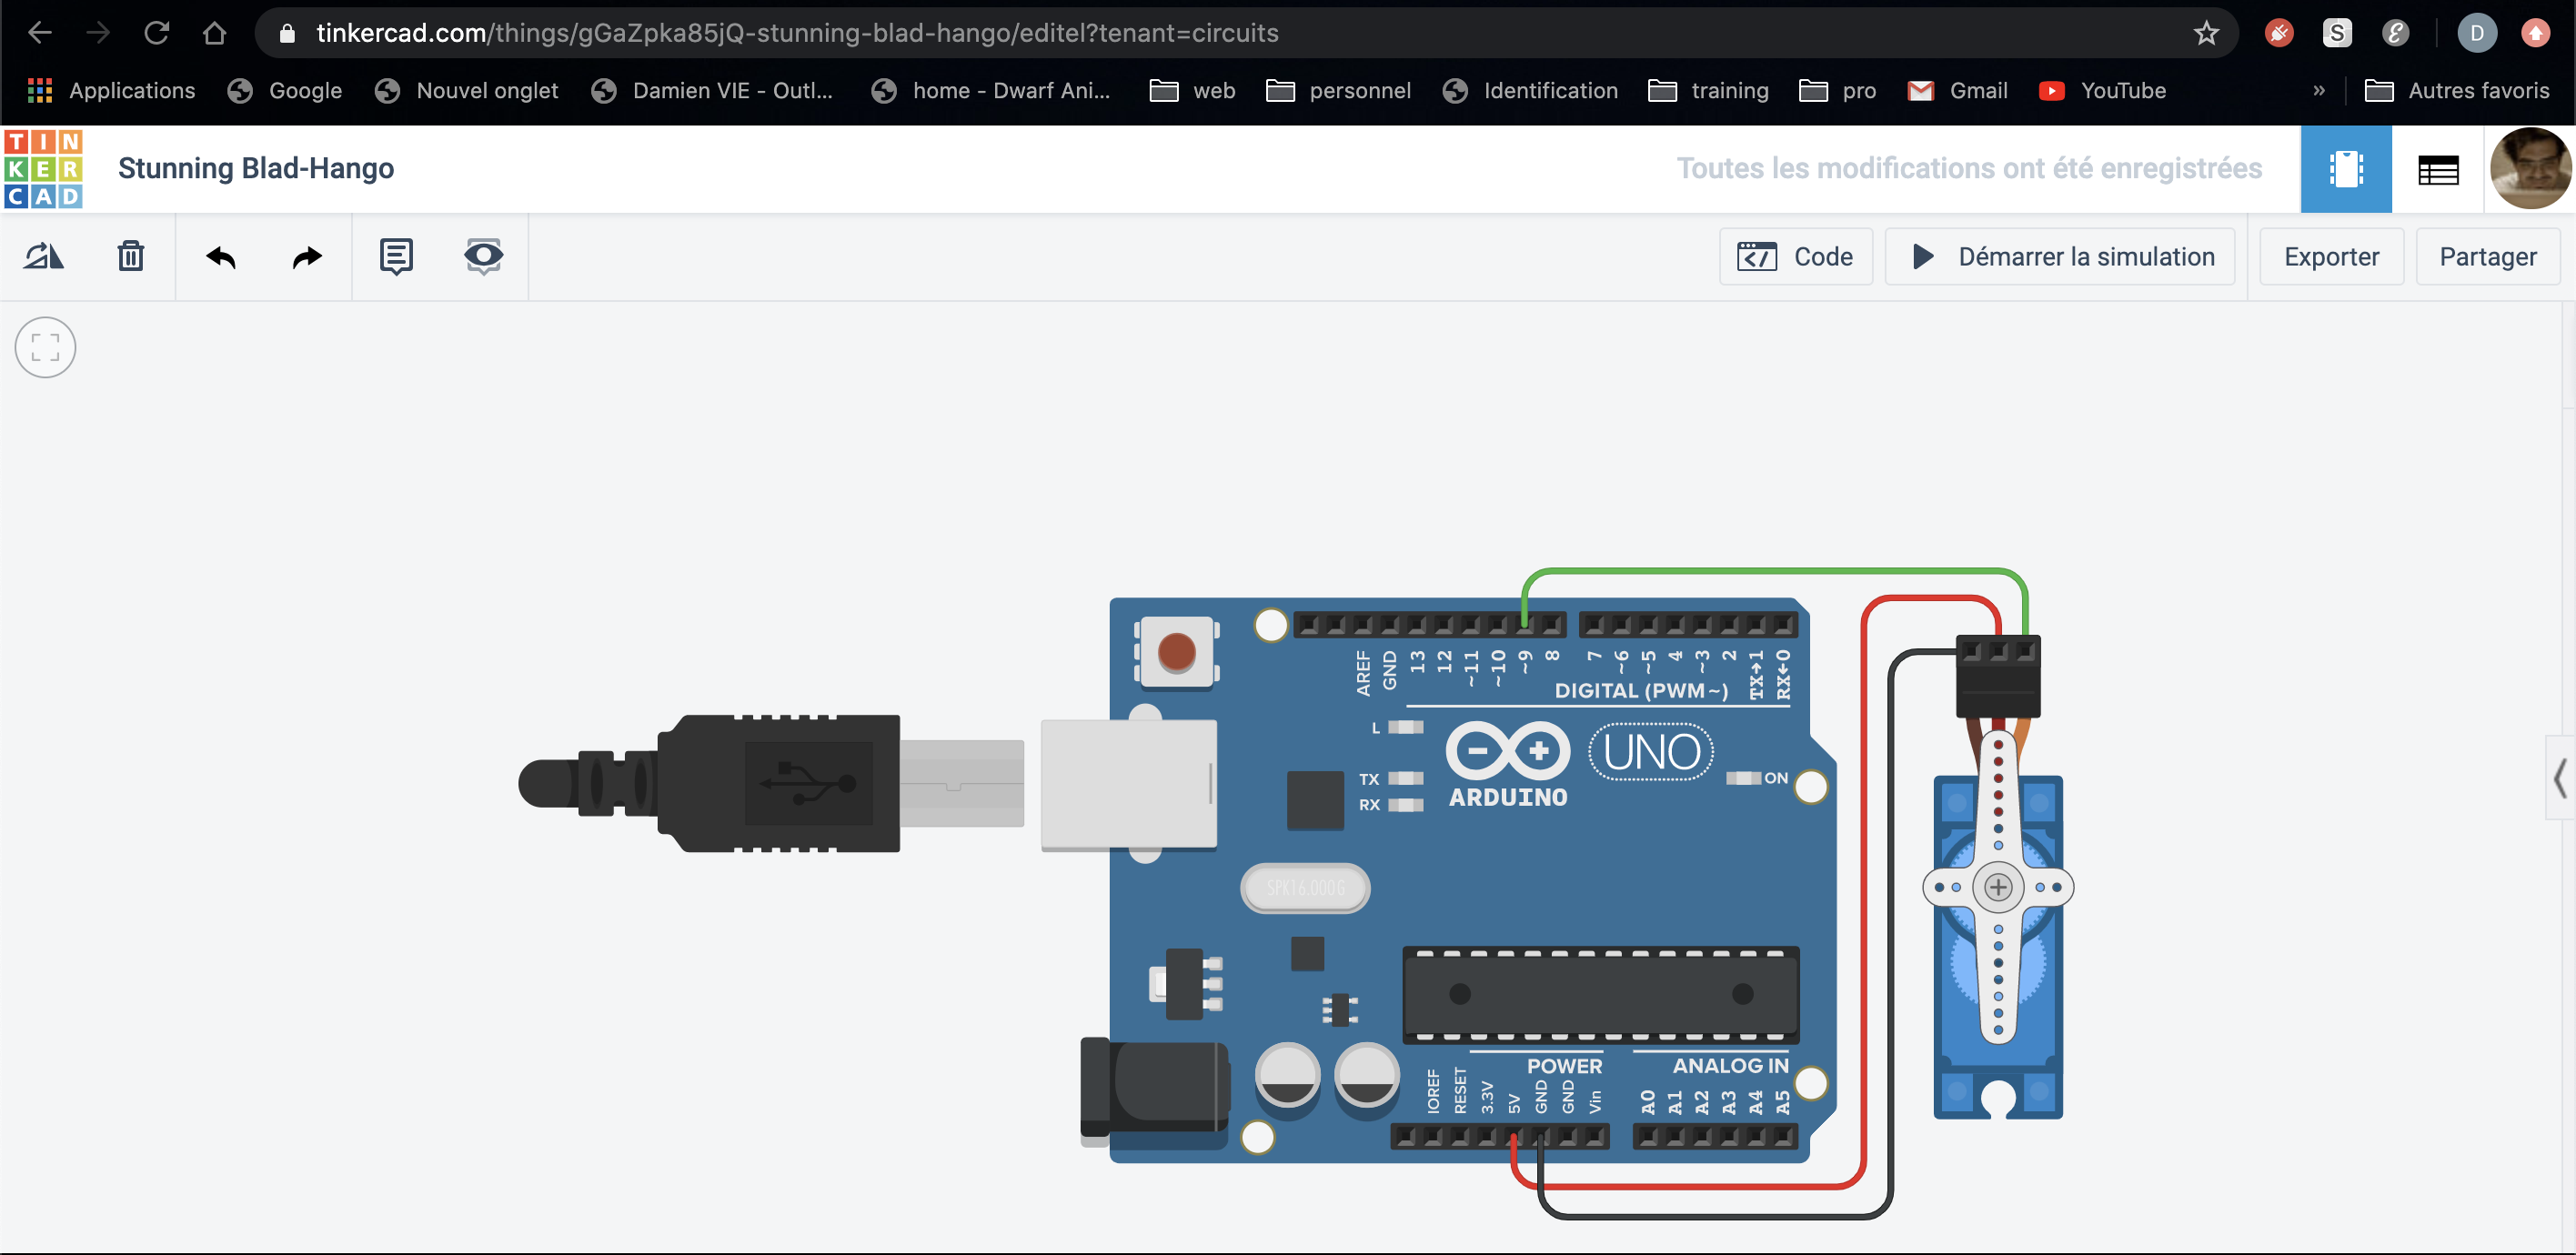 tinkercad.com/things/gGaZpka85jQ-stunning-blad-hango/editel?tenant=circuits
S
D
Applications Google Nouvel onglet Damien VIE - Outl... home - Dwarf Ani... web personnel Identification training pro Gmail YouTube » Autres favoris
TIN
KER
CAD
Stunning Blad-Hango
Toutes les modifications ont été enregistrées
Code
Démarrer la simulation
Exporter
Partager
AREF GND 13 12 ~11 ~10 ~9 8 7 ~6 ~5 4 ~3 2 TX→1 RX←0
DIGITAL (PWM~)
L
TX
RX
UNO
ARDUINO
ON
SPK16.000G
POWER
ANALOG IN
IOREF RESET 3.3V 5V GND GND Vin A0 A1 A2 A3 A4 A5